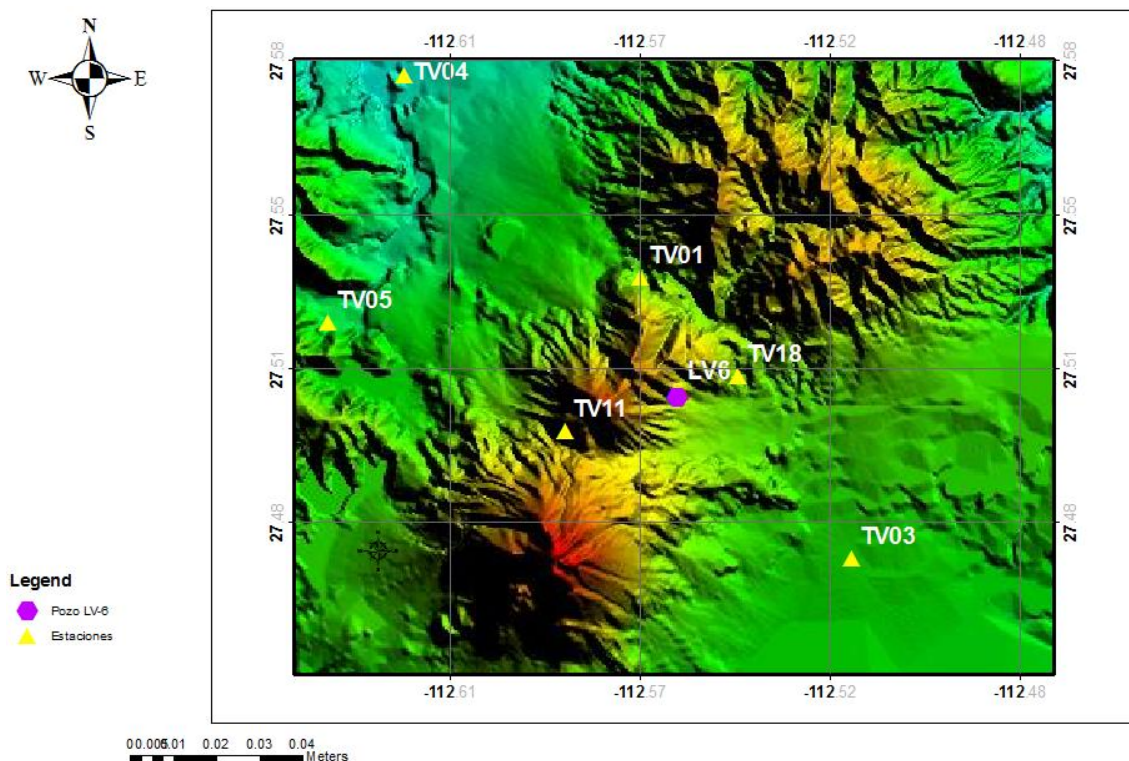 N
W E
S
-112.61 -112.57 -112.52 -112.48
27.58 27.58
TV04
27.55 27.55
TV01
TV05
27.51 27.51
TV18
LV6
TV11
27.48 27.48
TV03
-112.61 -112.57 -112.52 -112.48
Legend
Pozo LV-6
Estaciones
0 0.005 0.01 0.02 0.03 0.04
Meters